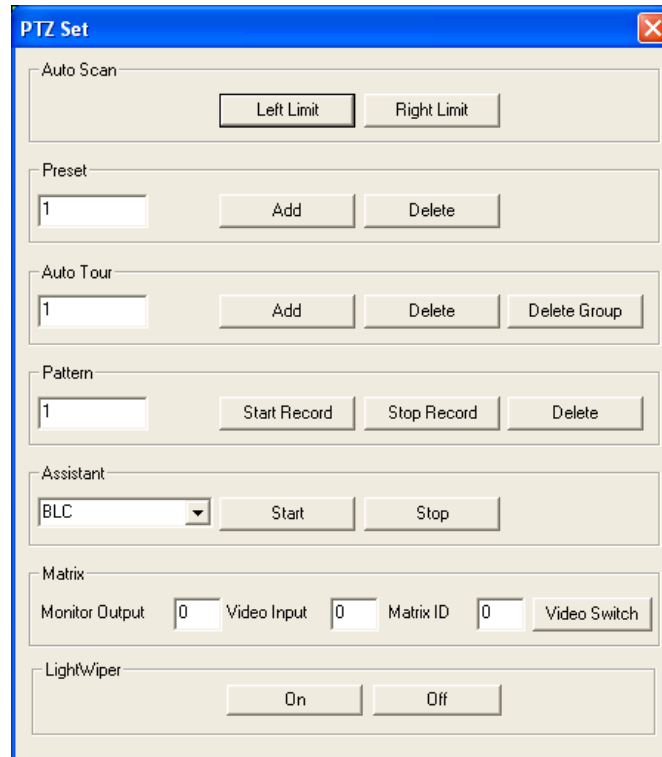 PTZ Set
Auto Scan
Left Limit Right Limit
Preset
1 Add Delete
Auto Tour
1 Add Delete Delete Group
Pattern
1 Start Record Stop Record Delete
Assistant
BLC Start Stop
Matrix
Monitor Output 0 Video Input 0 Matrix ID 0 Video Switch
LightWiper
On Off